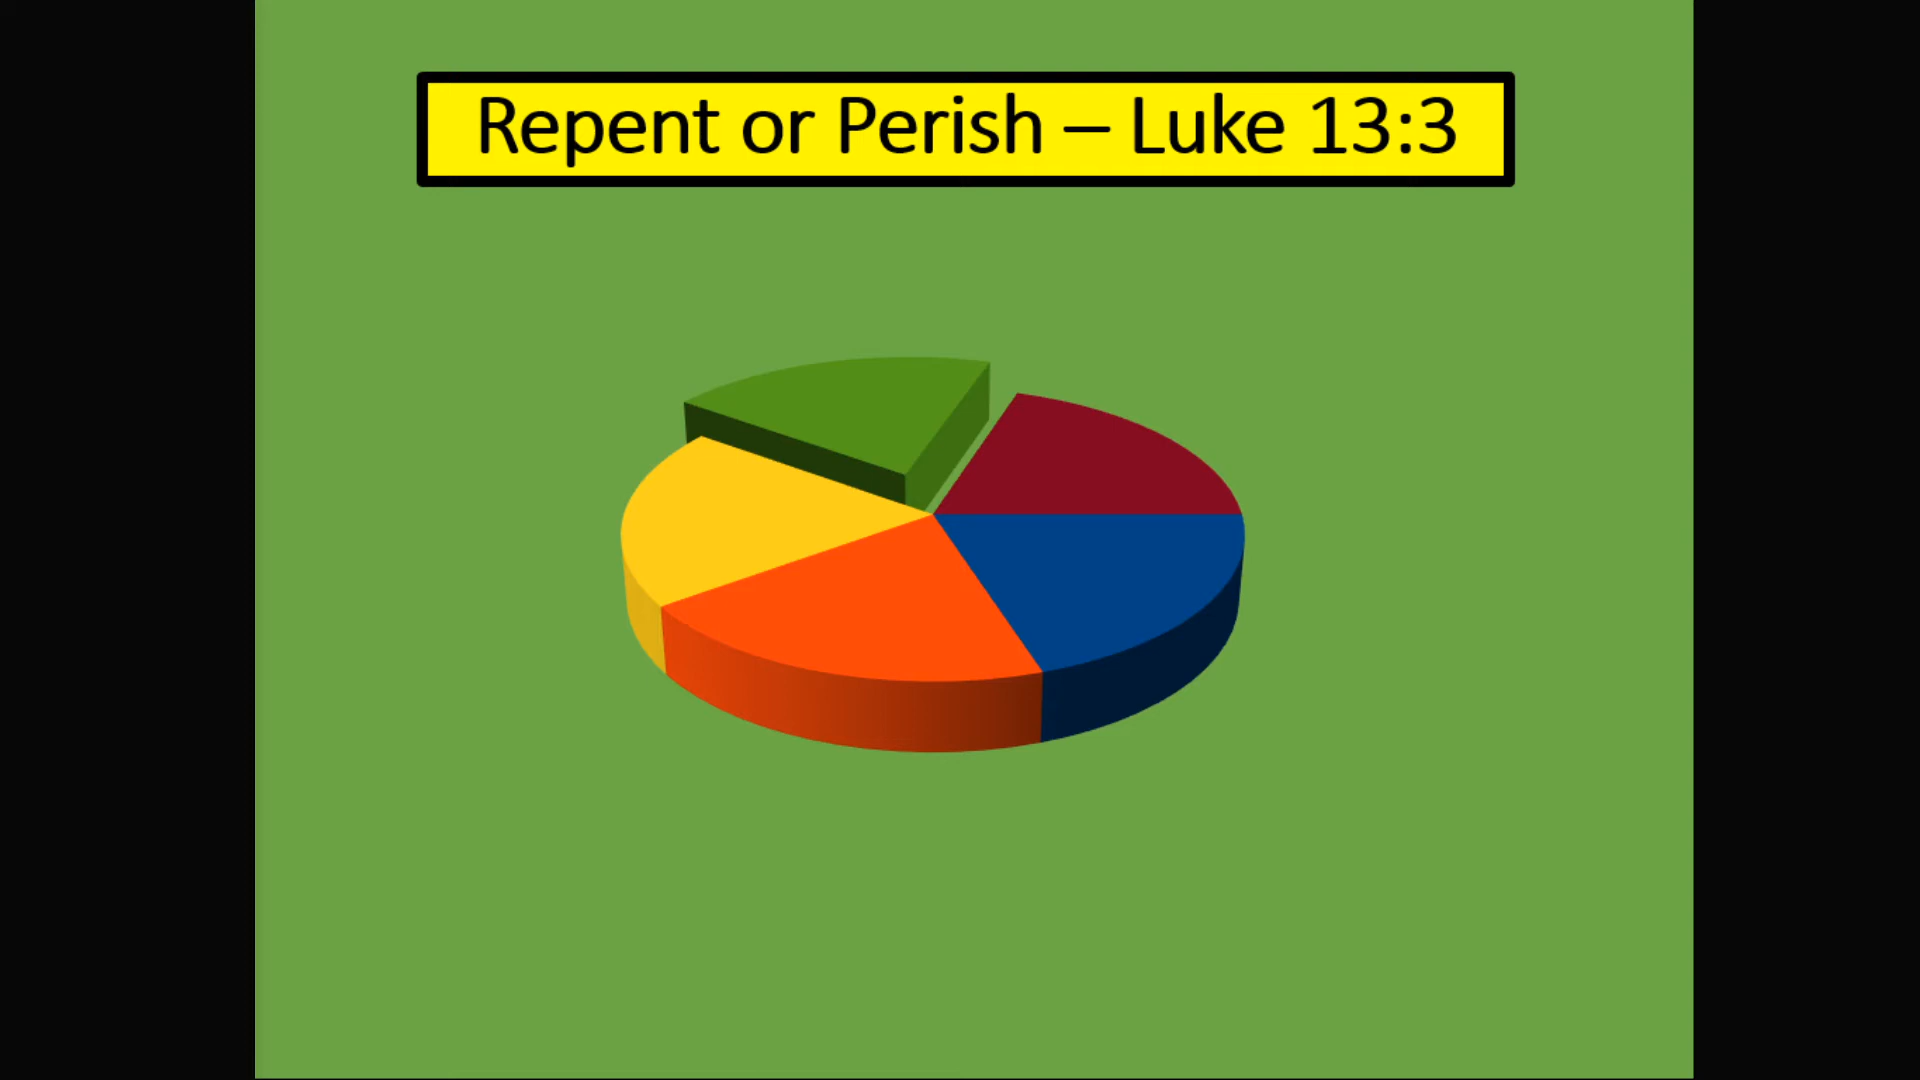 Repent or Perish – Luke 13:3